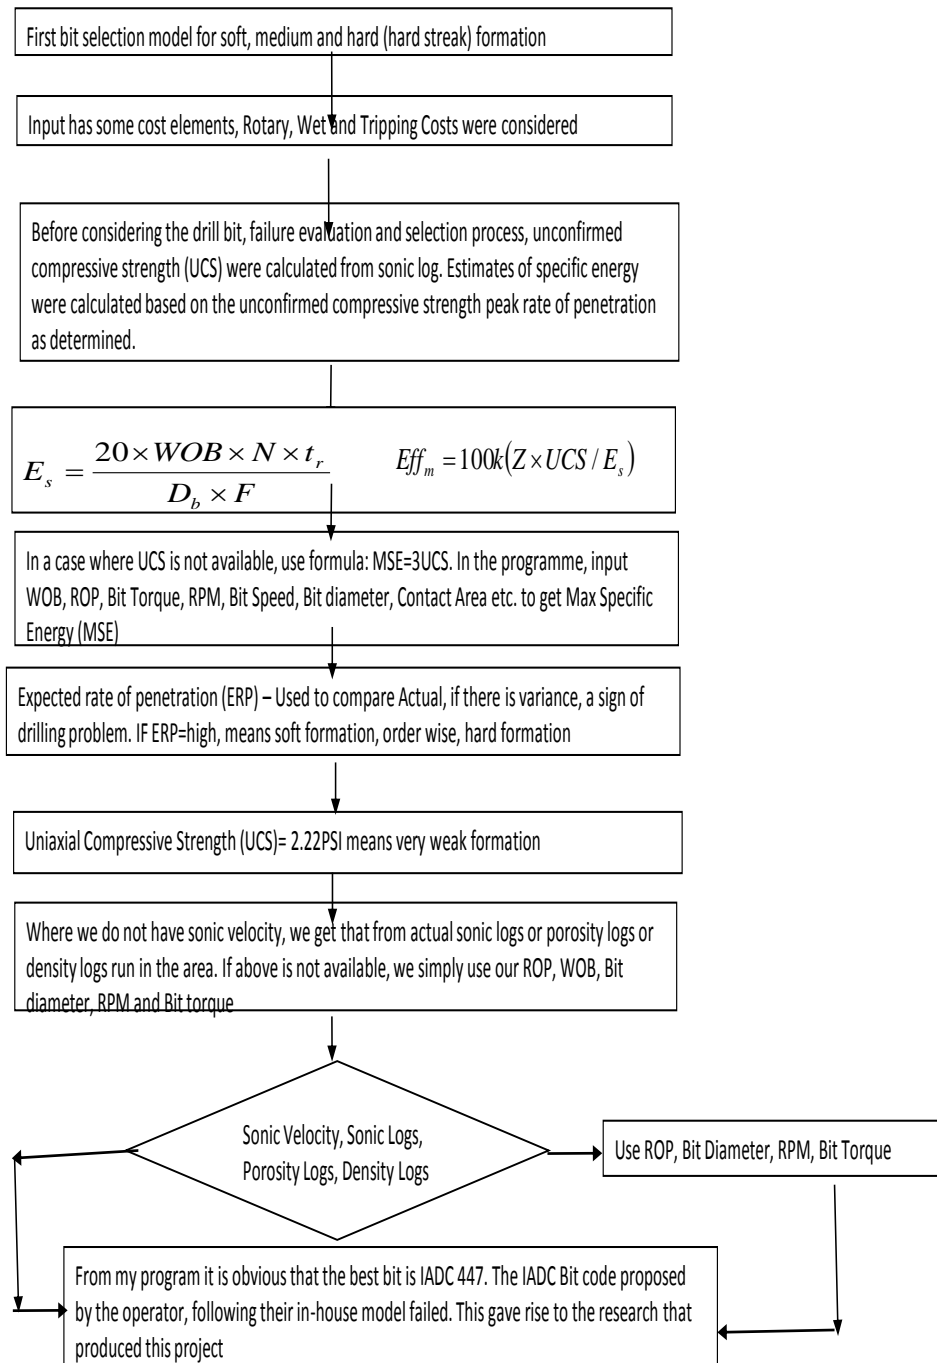 First bit selection model for soft, medium and hard (hard streak) formation
Input has some cost elements, Rotary, Wet and Tripping Costs were considered
Before considering the drill bit, failure evaluation and selection process, unconfirmed
compressive strength (UCS) were calculated from sonic log. Estimates of specific energy
were calculated based on the unconfirmed compressive strength peak rate of penetration
as determined.
E_s = \frac{20 × WOB × N × t_r}{D_b × F} Eff_m = 100k(Z × UCS / E_s)
In a case where UCS is not available, use formula: MSE=3UCS. In the programme, input
WOB, ROP, Bit Torque, RPM, Bit Speed, Bit diameter, Contact Area etc. to get Max Specific
Energy (MSE)
Expected rate of penetration (ERP) – Used to compare Actual, if there is variance, a sign of
drilling problem. IF ERP=high, means soft formation, order wise, hard formation
Uniaxial Compressive Strength (UCS)= 2.22PSI means very weak formation
Where we do not have sonic velocity, we get that from actual sonic logs or porosity logs or
density logs run in the area. If above is not available, we simply use our ROP, WOB, Bit
diameter, RPM and Bit torque
Sonic Velocity, Sonic Logs,
Porosity Logs, Density Logs
Use ROP, Bit Diameter, RPM, Bit Torque
From my program it is obvious that the best bit is IADC 447. The IADC Bit code proposed
by the operator, following their in-house model failed. This gave rise to the research that
produced this project